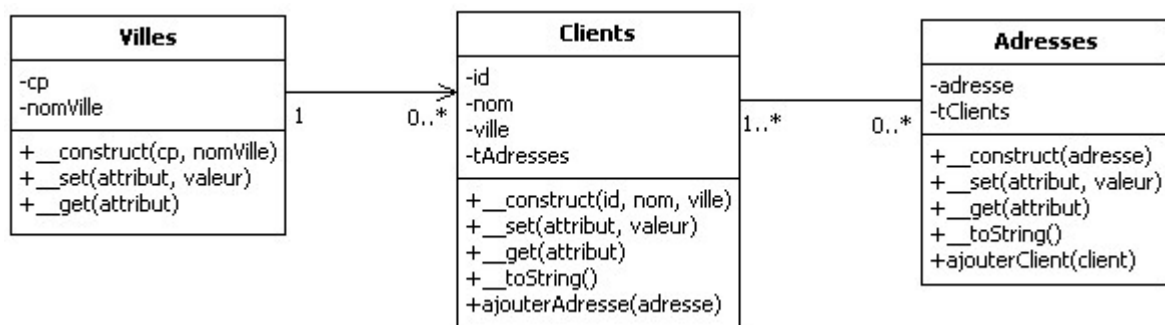 Villes
-cp
-nomVille
+__construct(cp, nomVille)
+__set(attribut, valeur)
+__get(attribut)
1
0..*
Clients
-id
-nom
-ville
-tAdresses
+__construct(id, nom, ville)
+__set(attribut, valeur)
+__get(attribut)
+__toString()
+ajouterAdresse(adresse)
1..*
0..*
Adresses
-adresse
-tClients
+__construct(adresse)
+__set(attribut, valeur)
+__get(attribut)
+__toString()
+ajouterClient(client)